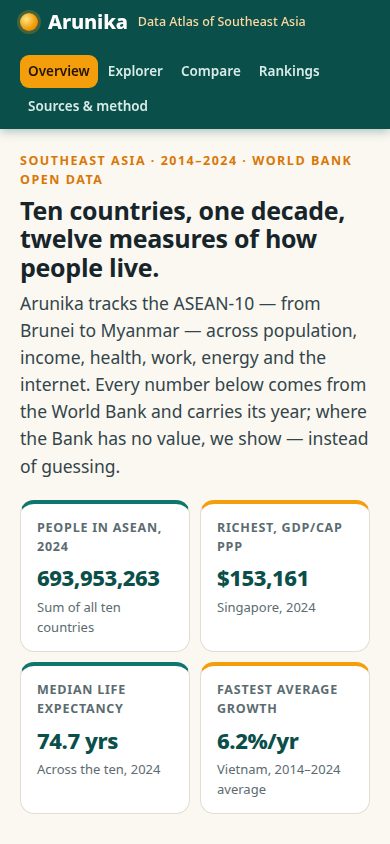 Arunika Data Atlas of Southeast Asia
Overview Explorer Compare Rankings
Sources & method
SOUTHEAST ASIA · 2014–2024 · WORLD BANK
OPEN DATA
Ten countries, one decade,
twelve measures of how
people live.
Arunika tracks the ASEAN-10 — from
Brunei to Myanmar — across population,
income, health, work, energy and the
internet. Every number below comes from
the World Bank and carries its year; where
the Bank has no value, we show — instead
of guessing.
PEOPLE IN ASEAN,
2024
693,953,263
Sum of all ten
countries
RICHEST, GDP/CAP
PPP
$153,161
Singapore, 2024
MEDIAN LIFE
EXPECTANCY
74.7 yrs
Across the ten, 2024
FASTEST AVERAGE
GROWTH
6.2%/yr
Vietnam, 2014–2024
average